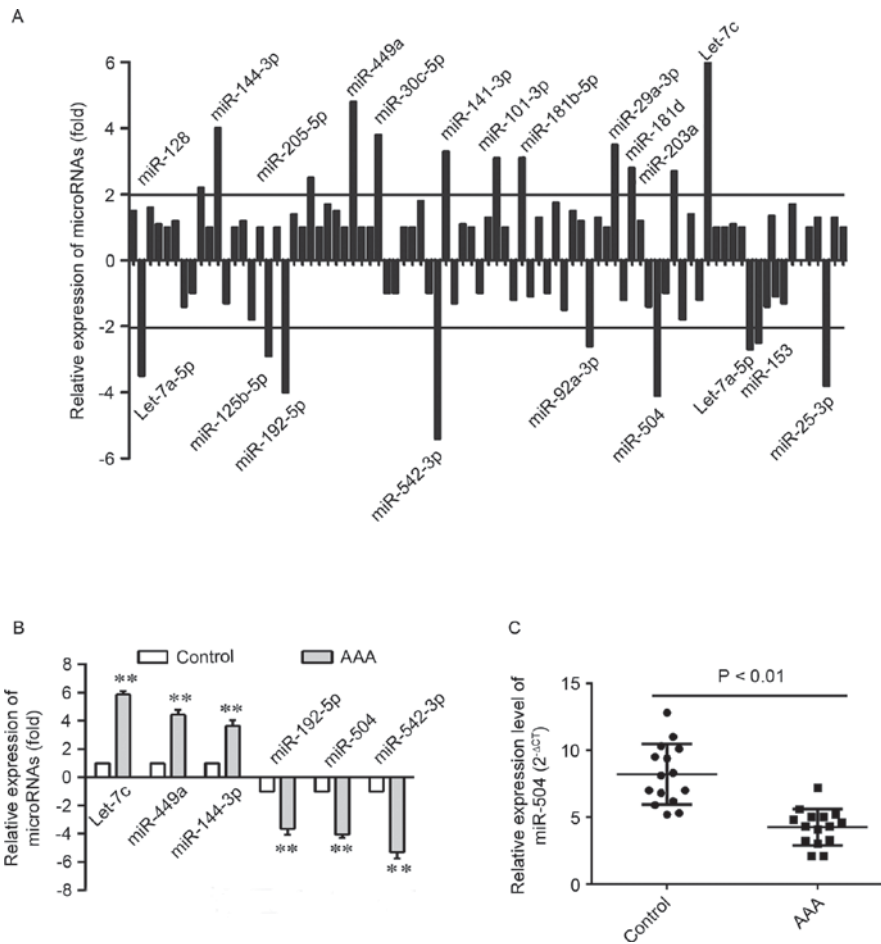 A
Relative expression of microRNAs (fold)
6
4
2
0
-2
-4
-6
miR-128
miR-144-3p
miR-205-5p
miR-449a
miR-30c-5p
miR-141-3p
miR-101-3p
miR-181b-5p
miR-29a-3p
miR-181d
miR-203a
Let-7c
Let-7a-5p
miR-125b-5p
miR-192-5p
miR-542-3p
miR-92a-3p
miR-504
Let-7a-5p
miR-153
miR-25-3p
B
Relative expression of
microRNAs (fold)
Control
AAA
8
6
4
2
0
-2
-4
-6
-8
**
**
**
miR-192-5p
miR-504
miR-542-3p
Let-7c
miR-449a
miR-144-3p
**
**
**
C
Relative expression level of
miR-504 (2-ΔCT)
P < 0.01
15
10
5
0
Control
AAA